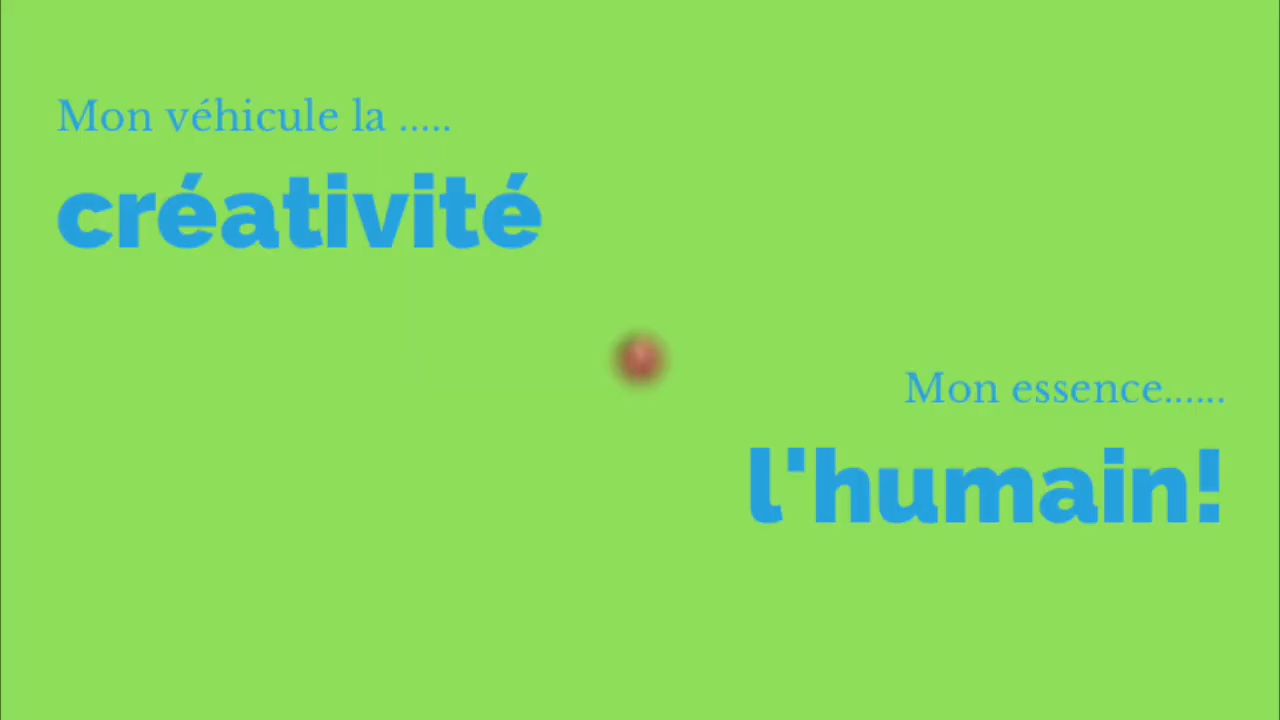 Mon véhicule la .....
créativité
Mon essence......
l'humain!